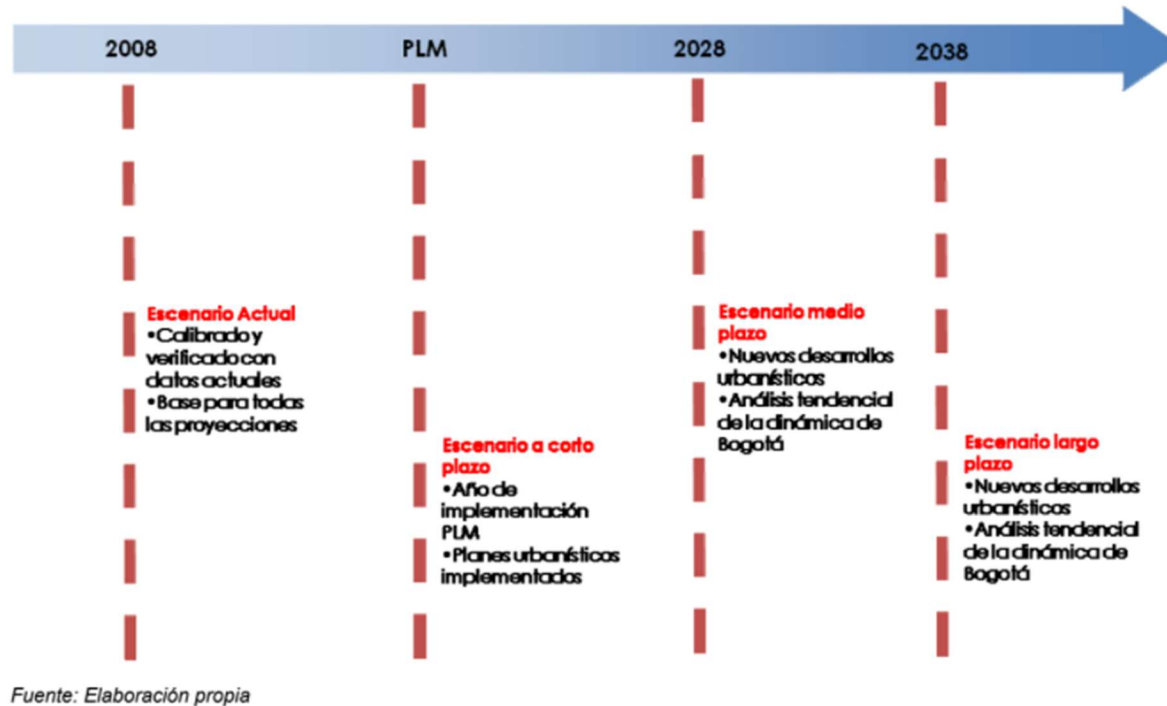 2008
PLM
2028
2038
Escenario Actual
•Calibrado y
verificado con
datos actuales
•Base para todas
las proyecciones
Escenario a corto
plazo
•Año de
implementación
PLM
•Planes urbanísticos
implementados
Escenario medio
plazo
•Nuevos desarrollos
urbanísticos
•Análisis tendencial
de la dinámica de
Bogotá
Escenario largo
plazo
•Nuevos desarrollos
urbanísticos
•Análisis tendencial
de la dinámica de
Bogotá
Fuente: Elaboración propia